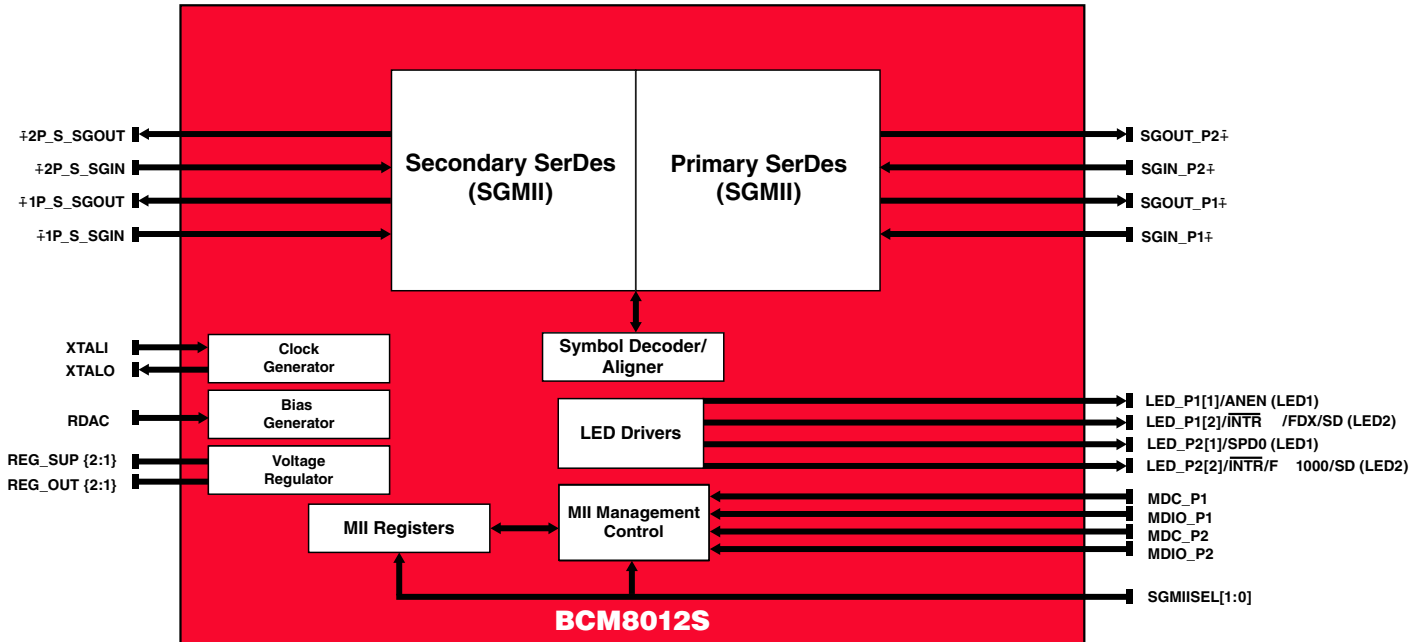 ∓2P_S_SGOUT
∓2P_S_SGIN
∓1P_S_SGOUT
∓1P_S_SGIN
Secondary SerDes
(SGMII)
Primary SerDes
(SGMII)
SGOUT_P2∓
SGIN_P2∓
SGOUT_P1∓
SGIN_P1∓
XTALI
XTALO
Clock
Generator
Symbol Decoder/
Aligner
RDAC
Bias
Generator
REG_SUP {2:1}
REG_OUT {2:1}
Voltage
Regulator
LED Drivers
LED_P1[1]/ANEN (LED1)
LED_P1[2]/INTR /FDX/SD (LED2)
LED_P2[1]/SPD0 (LED1)
LED_P2[2]/INTR/F 1000/SD (LED2)
MII Registers
MII Management
Control
MDC_P1
MDIO_P1
MDC_P2
MDIO_P2
SGMIISEL[1:0]
BCM8012S